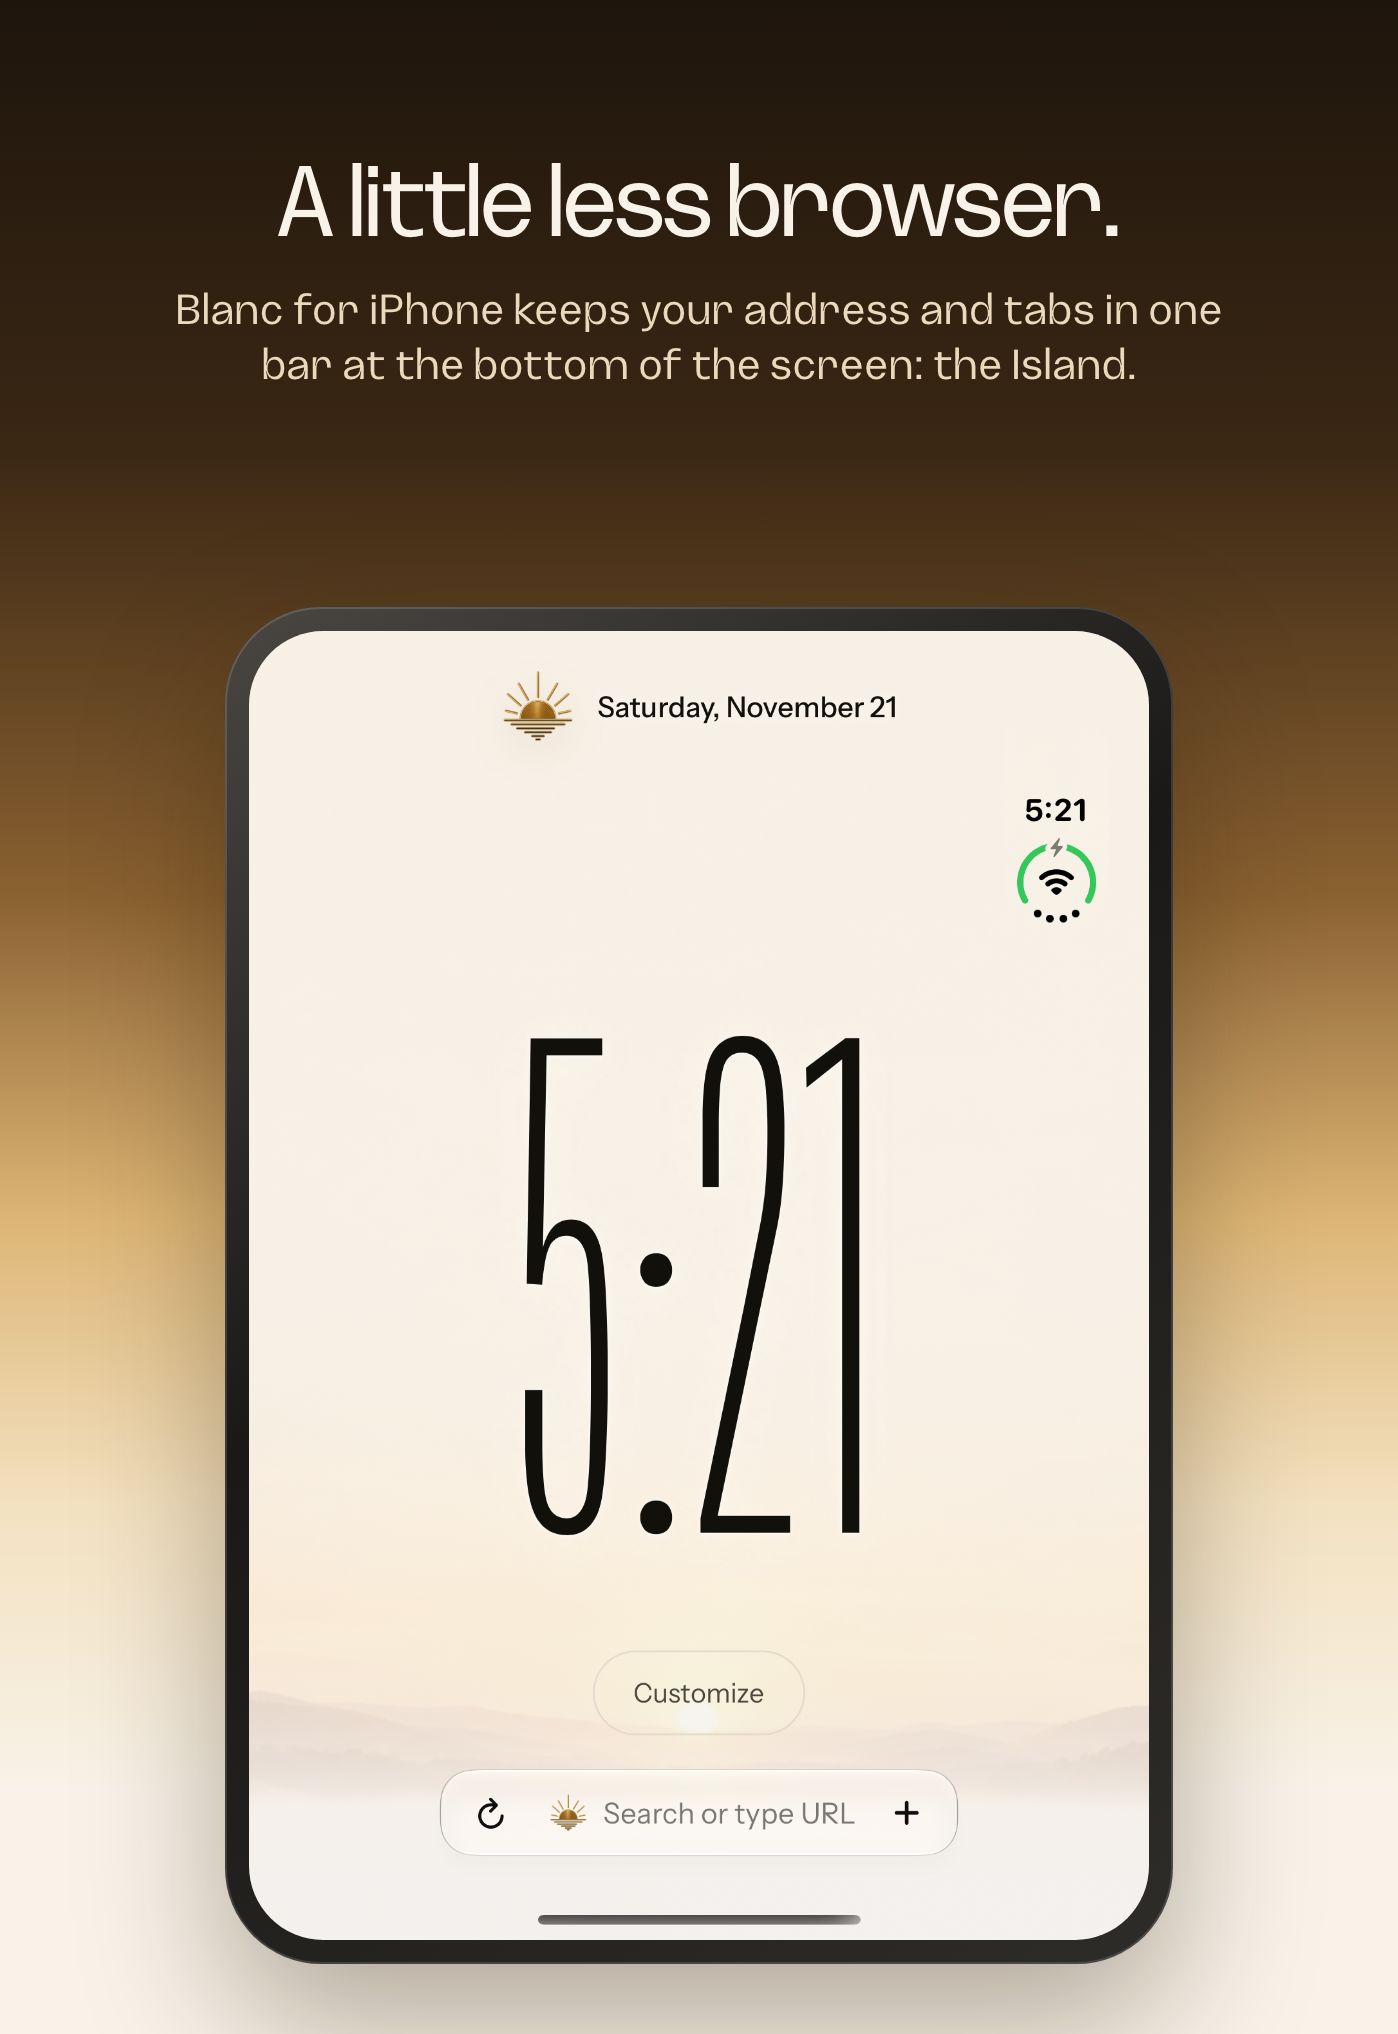 A little less browser.
Blanc for iPhone keeps your address and tabs in one
bar at the bottom of the screen: the Island.
Saturday, November 21
5:21
5:21
Customize
Search or type URL